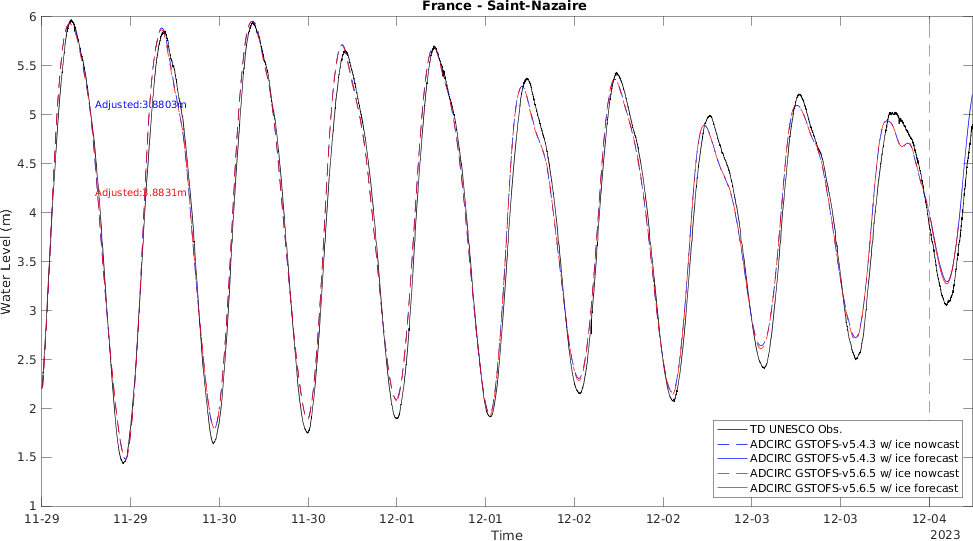 France - Saint-Nazaire
6
5.5
5
4.5
4
3.5
3
2.5
2
1.5
1
Water Level (m)
Adjusted:3.8803m
Adjusted:3.8831m
TD UNESCO Obs.
ADCIRC GSTOFS-v5.4.3 w/ ice nowcast
ADCIRC GSTOFS-v5.4.3 w/ ice forecast
ADCIRC GSTOFS-v5.6.5 w/ ice nowcast
ADCIRC GSTOFS-v5.6.5 w/ ice forecast
11-29 11-29 11-30 11-30 12-01 12-01 12-02 12-02 12-03 12-03 12-04
Time
2023